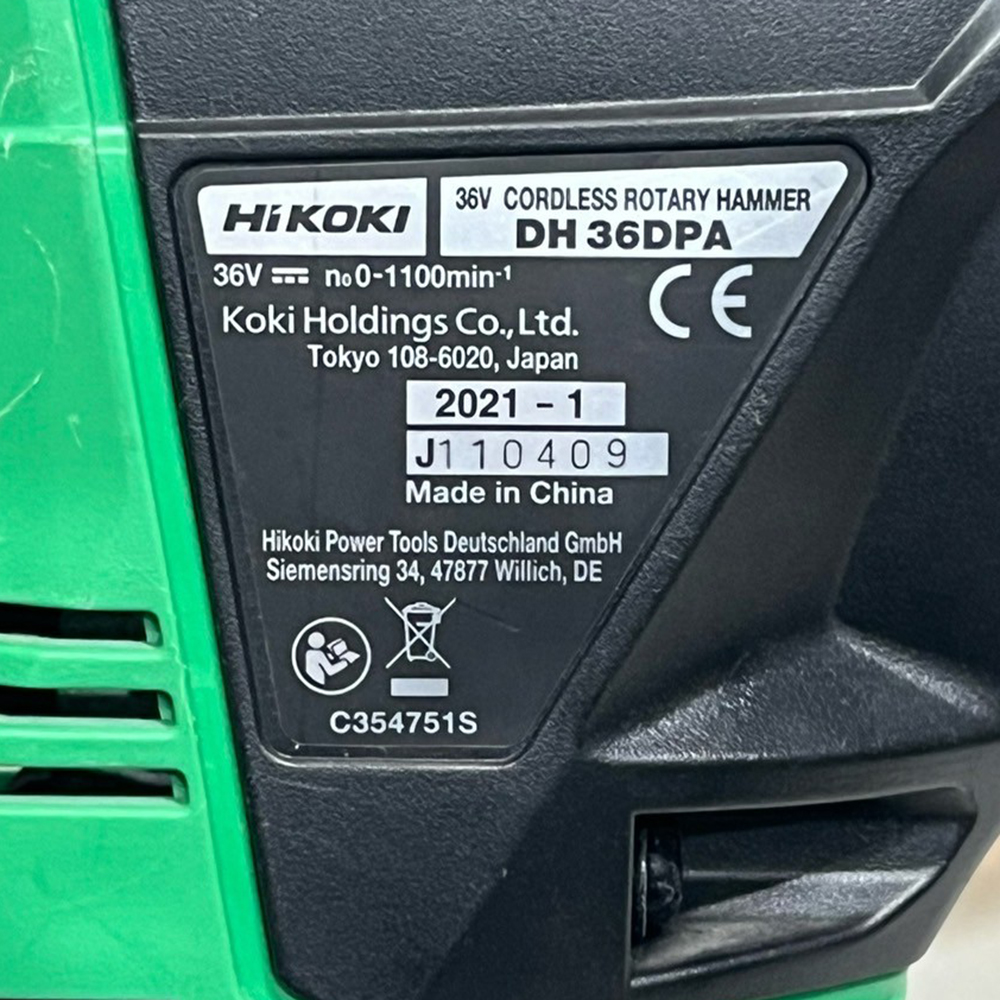 HiKOKI
36V CORDLESS ROTARY HAMMER
DH 36DPA
36V ⎓ n₀0-1100min-¹
Koki Holdings Co.,Ltd.
Tokyo 108-6020, Japan
2021 - 1
J110409
Made in China
CE
Hikoki Power Tools Deutschland GmbH
Siemensring 34, 47877 Willich, DE
C354751S